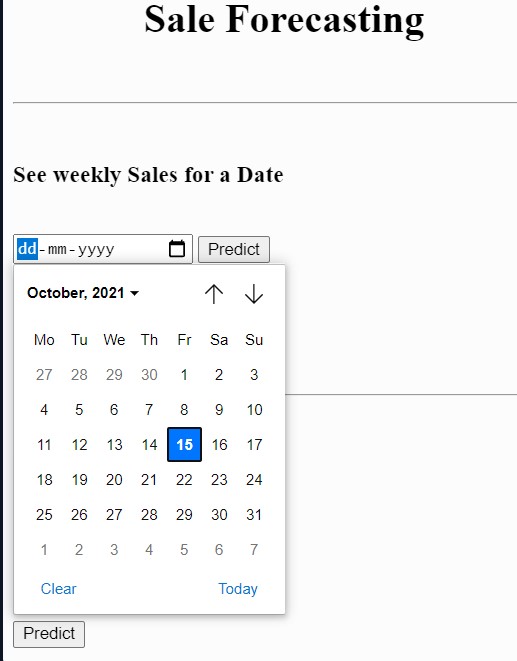 Sale Forecasting
See weekly Sales for a Date
dd-mm-yyyy Predict
October, 2021
Mo Tu We Th Fr Sa Su
27 28 29 30 1 2 3
4 5 6 7 8 9 10
11 12 13 14 15 16 17
18 19 20 21 22 23 24
25 26 27 28 29 30 31
1 2 3 4 5 6 7
Clear Today
Predict